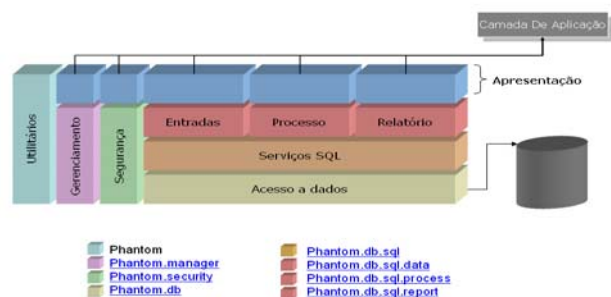 Camada De Aplicação
Apresentação
Utilitários
Gerenciamento
Segurança
Entradas
Processo
Relatório
Serviços SQL
Acesso a dados
Phantom
Phantom.manager
Phantom.security
Phantom.db
Phantom.db.sql
Phantom.db.sql.data
Phantom.db.sql.process
Phantom.db.sql.report